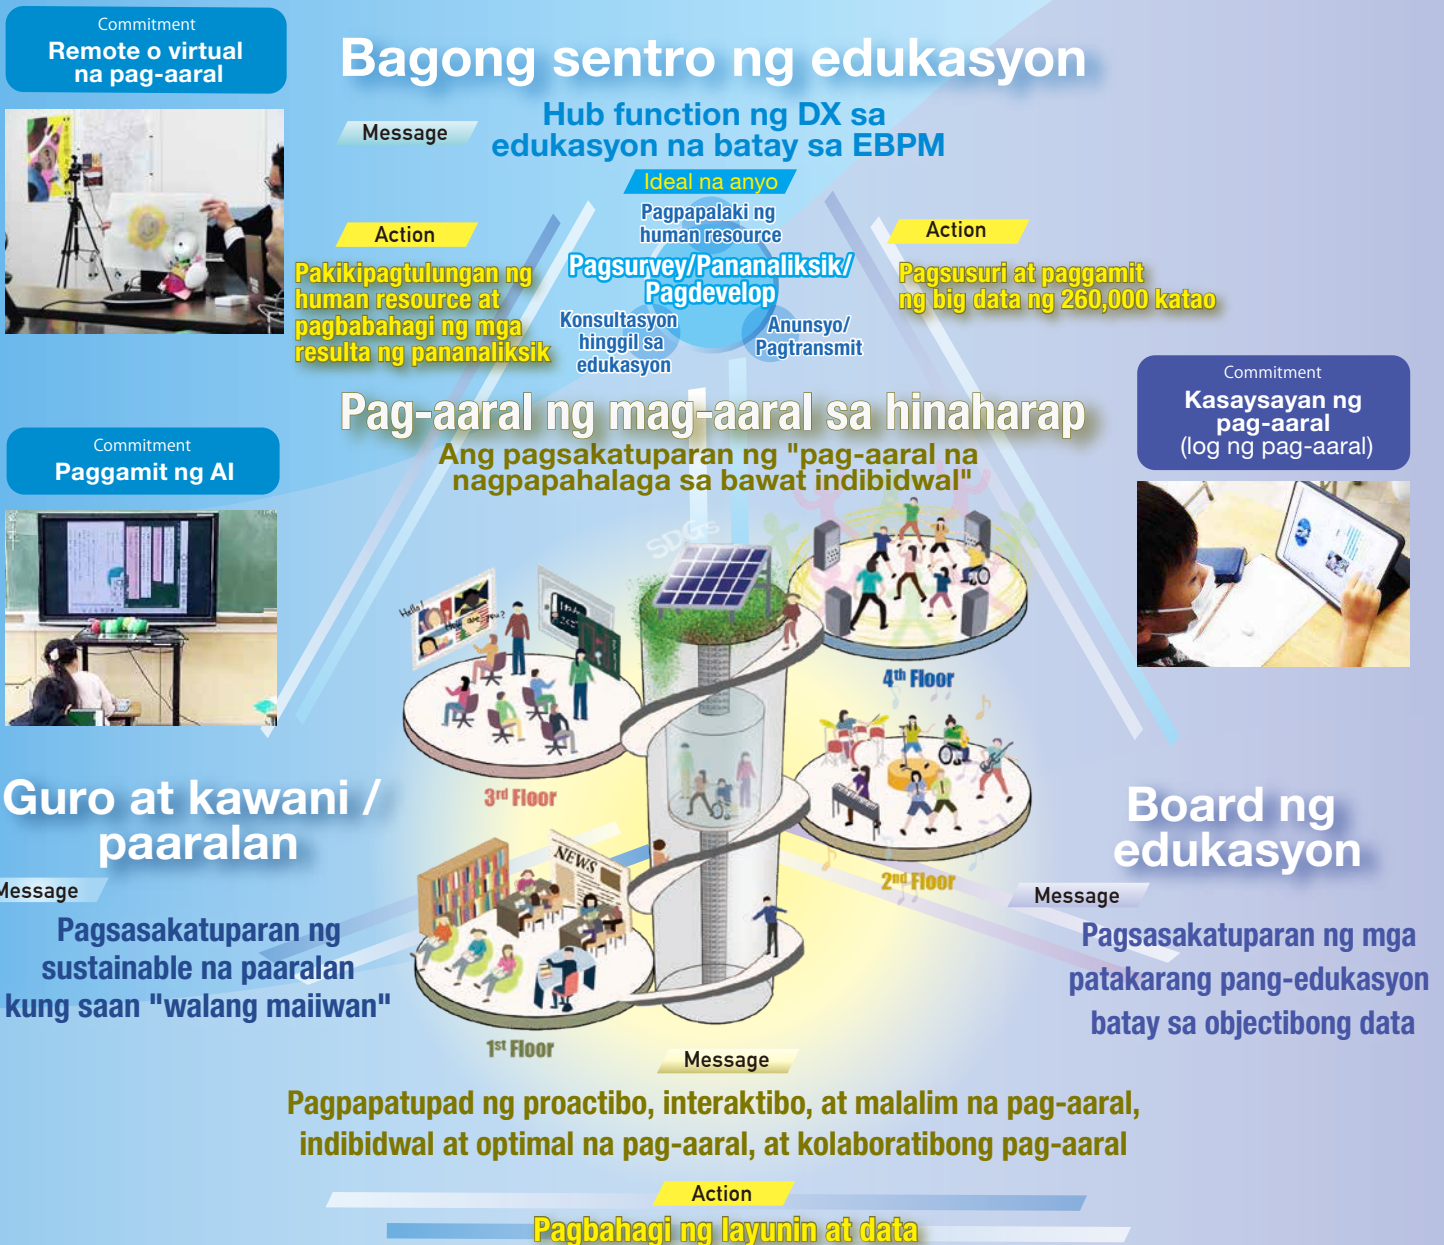 Commitment
Remote o virtual
na pag-aaral
Bagong sentro ng edukasyon
Message
Hub function ng DX sa
edukasyon na batay sa EBPM
Ideal na anyo
Pagpapalaki ng
human resource
Pagsurvey/Pananaliksik/
Pagdevelop
Konsultasyon
hinggil sa
edukasyon
Anunsyo/
Pagtransmit
Action
Pakikipagtulungan ng
human resource at
pagbabahagi ng mga
resulta ng pananaliksik
Action
Pagsusuri at paggamit
ng big data ng 260,000 katao
Commitment
Kasaysayan ng
pag-aaral
(log ng pag-aaral)
Commitment
Paggamit ng AI
Pag-aaral ng mag-aaral sa hinaharap
Ang pagsakatuparan ng "pag-aaral na
nagpapahalaga sa bawat indibidwal"
SDGs
Hello!
How are you?
4th Floor
3rd Floor
NEWS
2nd Floor
1st Floor
Guro at kawani /
paaralan
Message
Pagsasakatuparan ng
sustainable na paaralan
kung saan "walang maiiwan"
Board ng
edukasyon
Message
Pagsasakatuparan ng mga
patakarang pang-edukasyon
batay sa objectibong data
Message
Pagpapatupad ng proactibo, interaktibo, at malalim na pag-aaral,
indibidwal at optimal na pag-aaral, at kolaboratibong pag-aaral
Action
Pagbahagi ng layunin at data